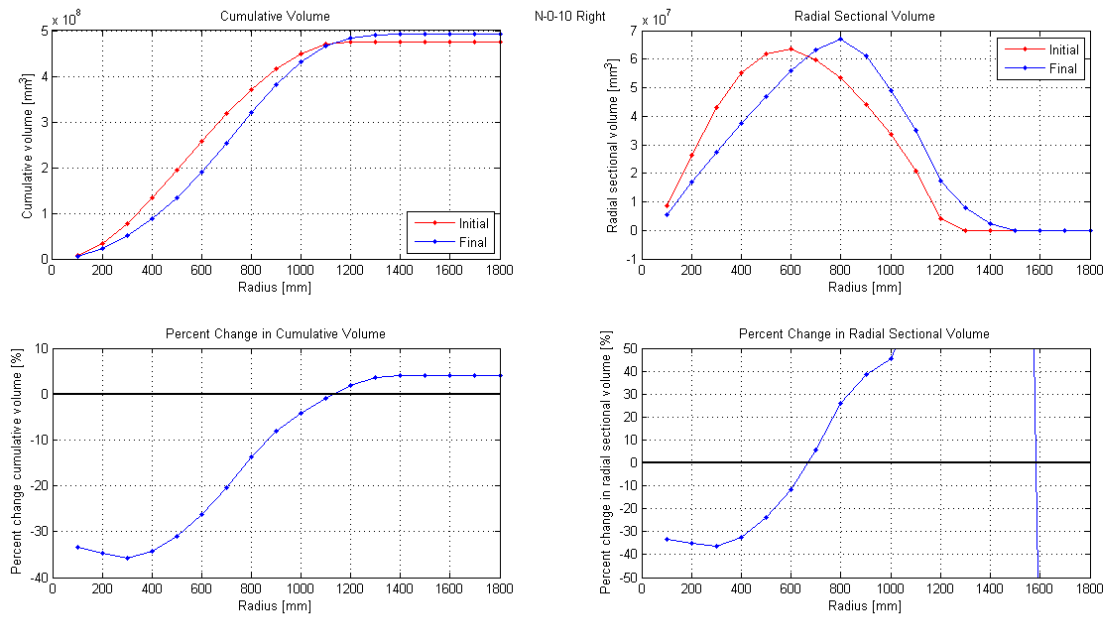 N-0-10 Right
Cumulative Volume
x 10^8
5
4
3
2
1
0
Cumulative volume [mm^3]
0 200 400 600 800 1000 1200 1400 1600 1800
Radius [mm]
Initial
Final
Radial Sectional Volume
x 10^7
7
6
5
4
3
2
1
0
-1
Radial sectional volume [mm^3]
0 200 400 600 800 1000 1200 1400 1600 1800
Radius [mm]
Initial
Final
Percent Change in Cumulative Volume
10
0
-10
-20
-30
-40
Percent change cumulative volume [%]
0 200 400 600 800 1000 1200 1400 1600 1800
Radius [mm]
Percent Change in Radial Sectional Volume
50
40
30
20
10
0
-10
-20
-30
-40
-50
Percent change in radial sectional volume [%]
0 200 400 600 800 1000 1200 1400 1600 1800
Radius [mm]